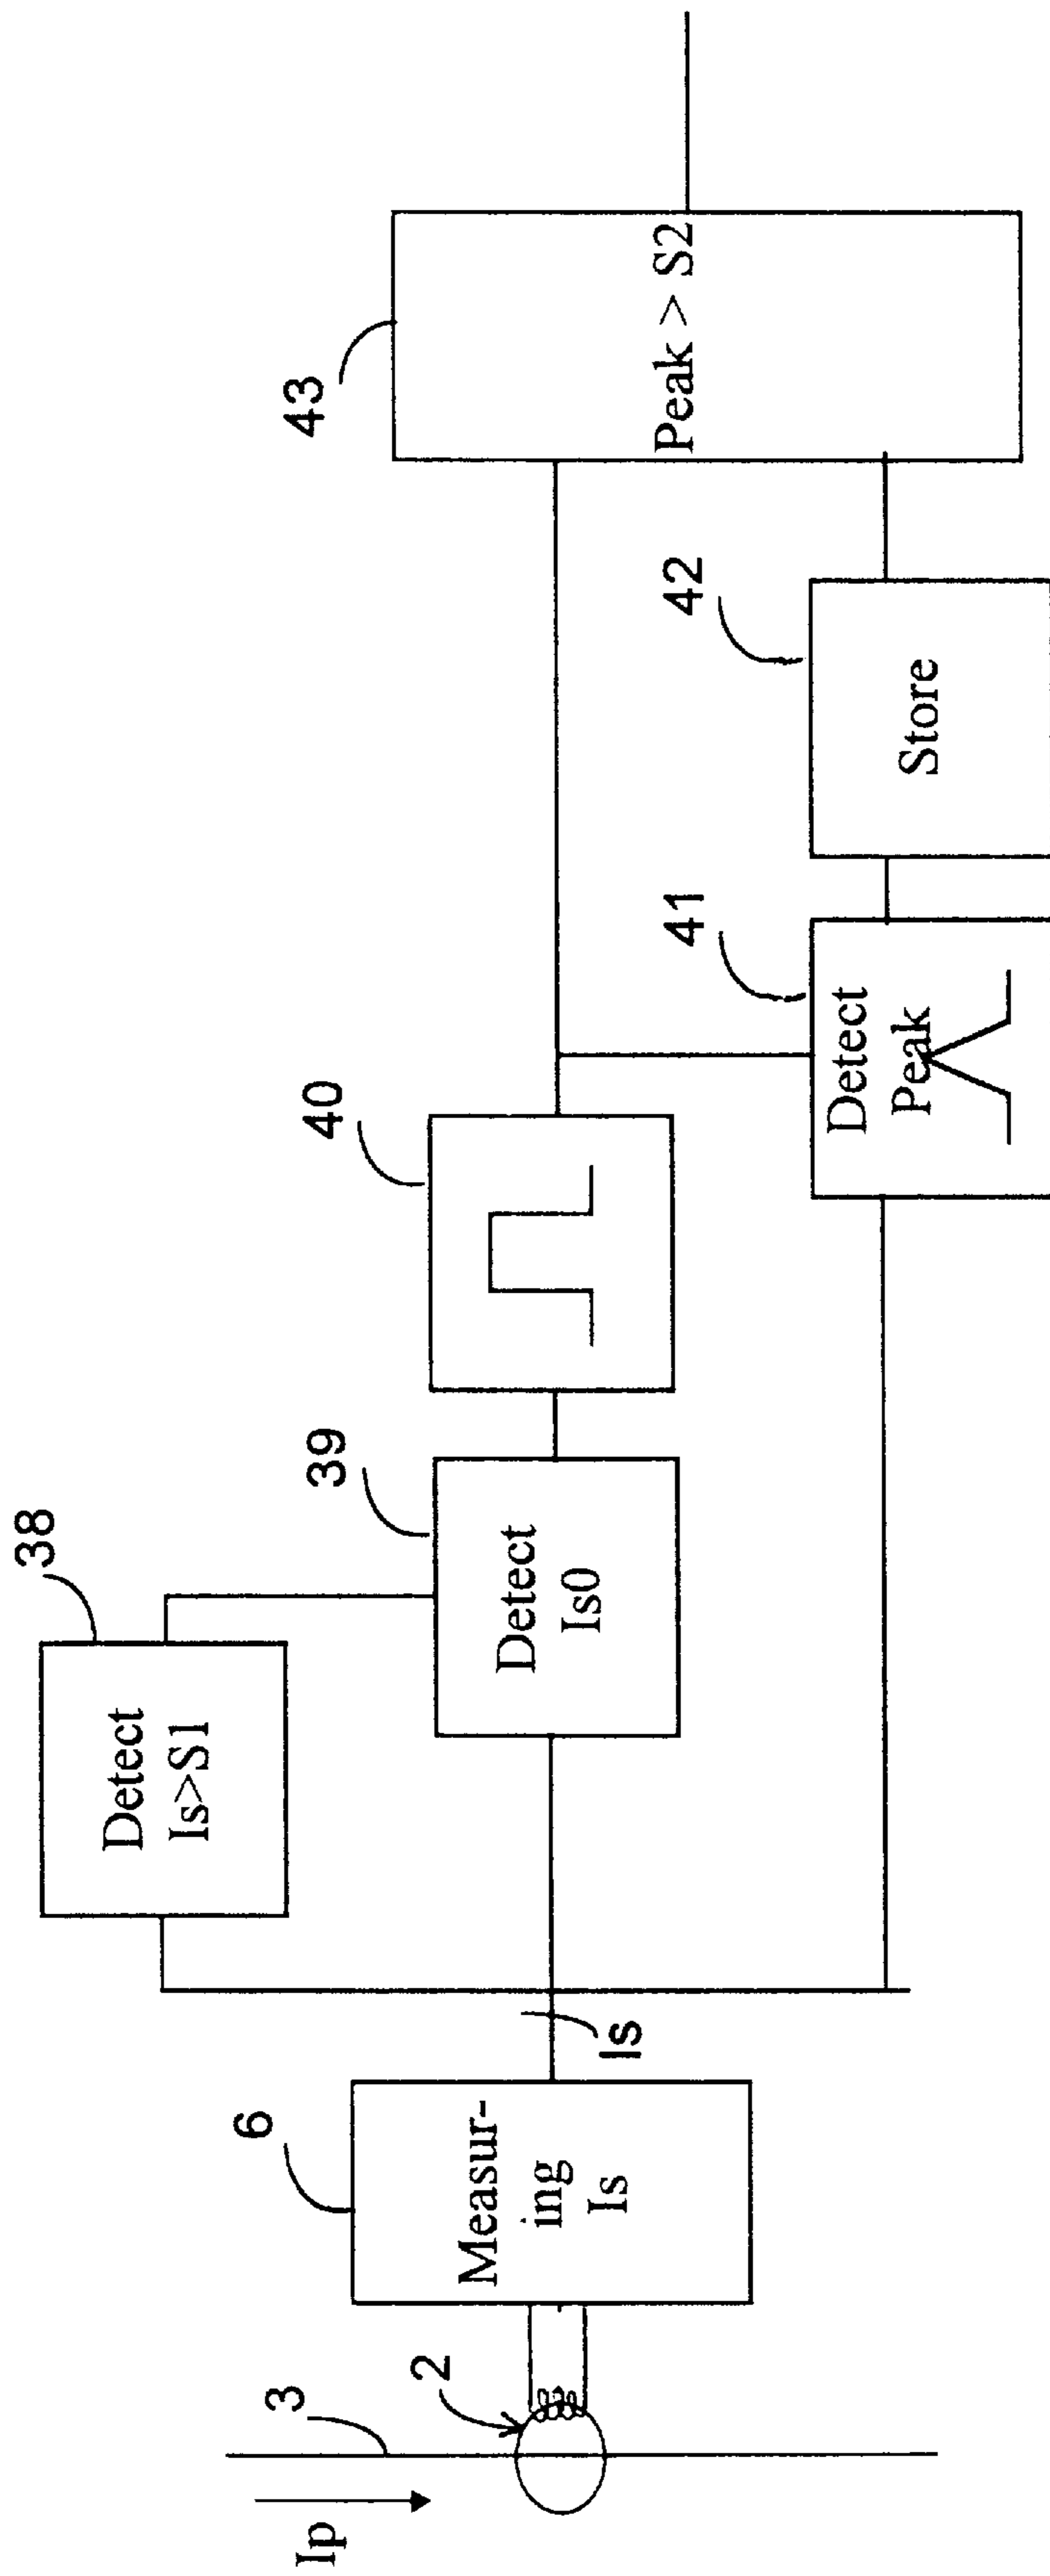 Ip
3
2
6
Measur-
ing
Is
Is
38
Detect
Is>S1
39
Detect
Is0
40
41
Detect
Peak
42
Store
43
Peak > S2